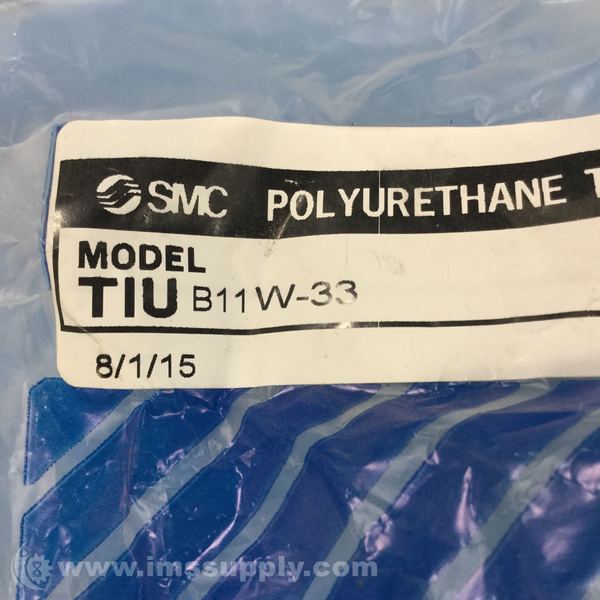 SMC POLYURETHANE
MODEL
TIU B11W-33
8/1/15
www.imssupply.com